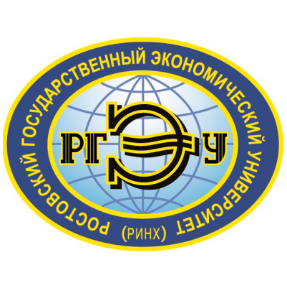 РОСТОВСКИЙ ГОСУДАРСТВЕННЫЙ ЭКОНОМИЧЕСКИЙ УНИВЕРСИТЕТ
РГЭУ
(РИНХ)